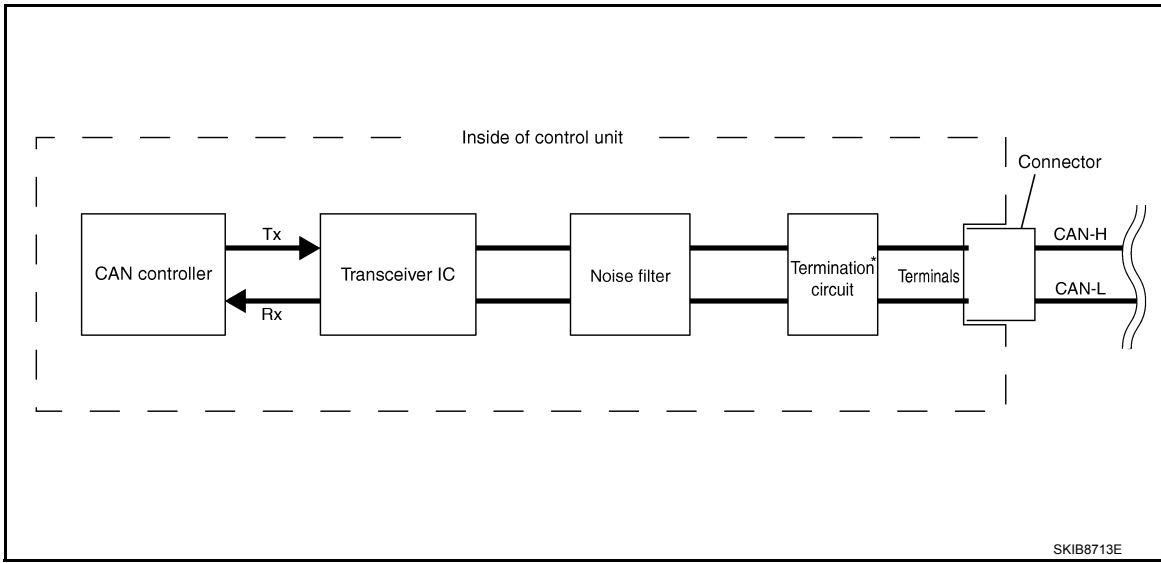 Inside of control unit
Connector
CAN controller
Tx
Rx
Transceiver IC
Noise filter
Termination*
circuit
Terminals
CAN-H
CAN-L
SKIB8713E